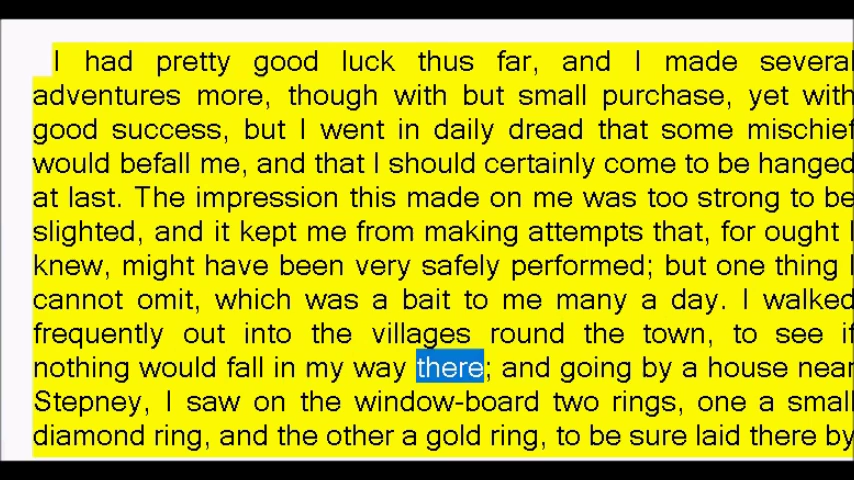 I had pretty good luck thus far, and I made several
adventures more, though with but small purchase, yet with
good success, but I went in daily dread that some mischief
would befall me, and that I should certainly come to be hanged
at last. The impression this made on me was too strong to be
slighted, and it kept me from making attempts that, for ought I
knew, might have been very safely performed; but one thing I
cannot omit, which was a bait to me many a day. I walked
frequently out into the villages round the town, to see if
nothing would fall in my way there; and going by a house near
Stepney, I saw on the window-board two rings, one a small
diamond ring, and the other a gold ring, to be sure laid there by